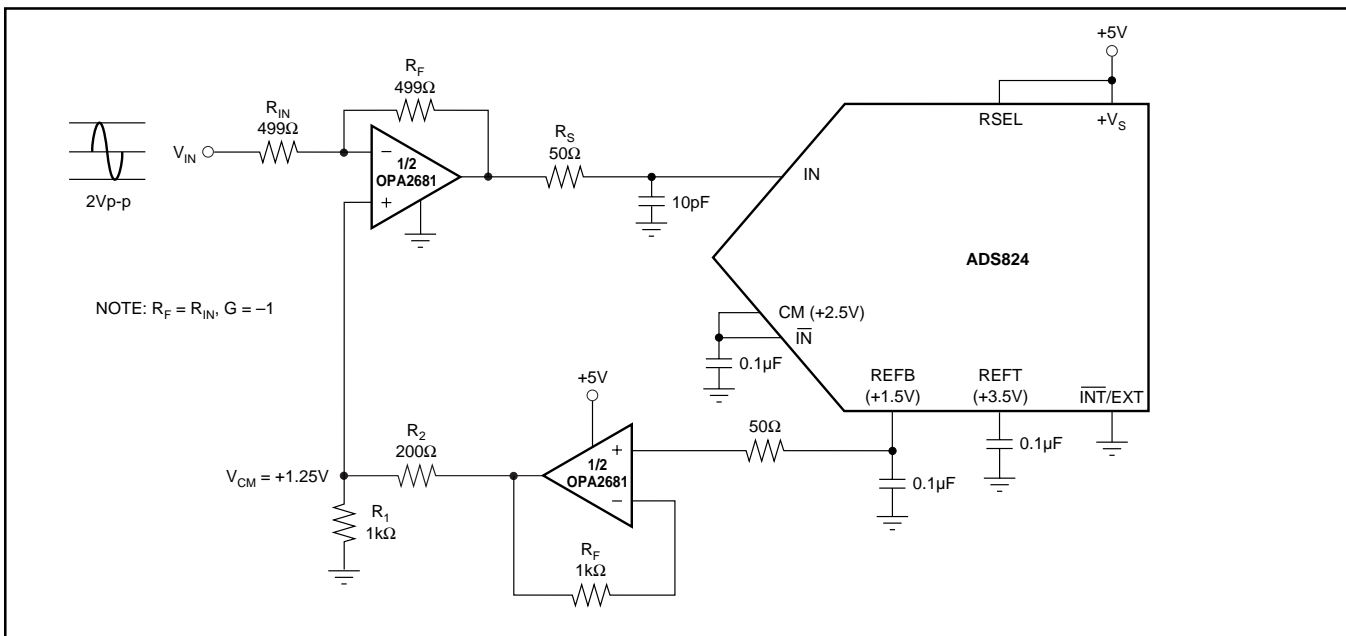 +5V
R_F
499Ω
R_IN
499Ω
V_IN
2Vp-p
−
1/2
OPA2681
+
R_S
50Ω
10pF
RSEL
+V_S
IN
ADS824
NOTE: R_F = R_IN, G = –1
CM (+2.5V)
I̅N̅
0.1µF
REFB
(+1.5V)
REFT
(+3.5V)
I̅N̅T̅/EXT
+5V
50Ω
0.1µF
0.1µF
R_2
200Ω
+
1/2
OPA2681
−
V_CM = +1.25V
R_1
1kΩ
R_F
1kΩ